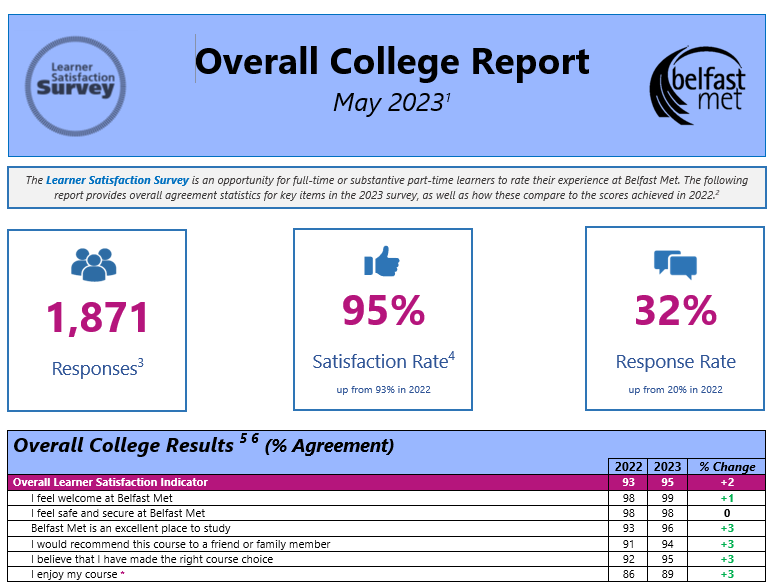 Learner
Satisfaction
Survey
Overall College Report
May 2023¹
belfast
met
The Learner Satisfaction Survey is an opportunity for full-time or substantive part-time learners to rate their experience at Belfast Met. The following
report provides overall agreement statistics for key items in the 2023 survey, as well as how these compare to the scores achieved in 2022.²
1,871
Responses³
95%
Satisfaction Rate⁴
up from 93% in 2022
32%
Response Rate
up from 20% in 2022
Overall College Results ⁵ ⁶ (% Agreement)
2022 2023 % Change
Overall Learner Satisfaction Indicator 93 95 +2
I feel welcome at Belfast Met 98 99 +1
I feel safe and secure at Belfast Met 98 98 0
Belfast Met is an excellent place to study 93 96 +3
I would recommend this course to a friend or family member 91 94 +3
I believe that I have made the right course choice 92 95 +3
I enjoy my course * 86 89 +3